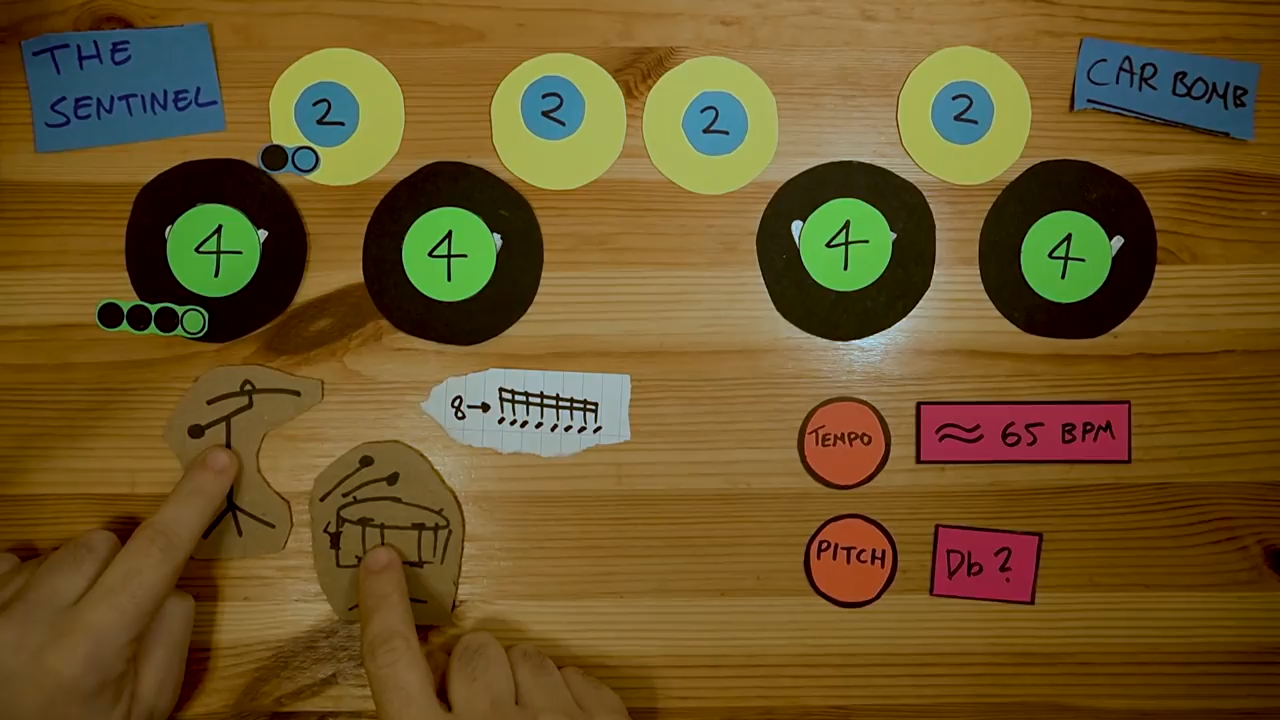 THE
SENTINEL
2
2
2
2
CAR BOMB
4
4
4
4
8→
TEMPO
≈ 65 BPM
PITCH
Db?